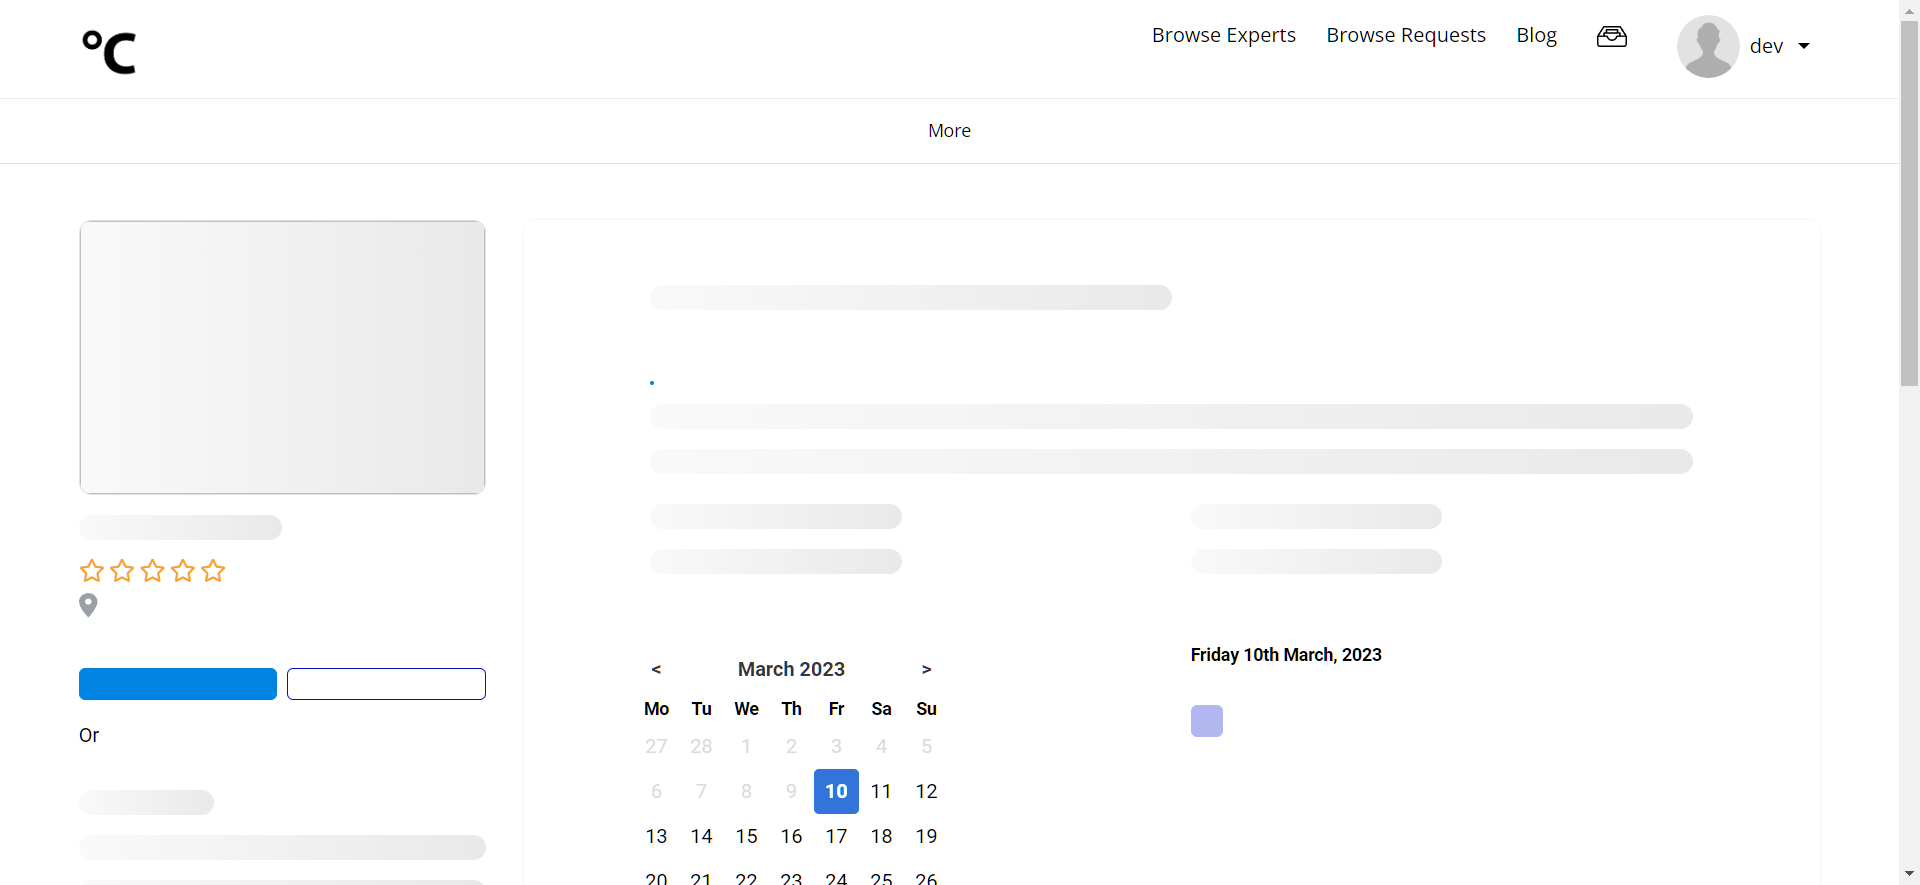 °C
Browse Experts Browse Requests Blog dev
More
Or
< March 2023 >
Mo Tu We Th Fr Sa Su
27 28 1 2 3 4 5
6 7 8 9 10 11 12
13 14 15 16 17 18 19
20 21 22 23 24 25 26
Friday 10th March, 2023